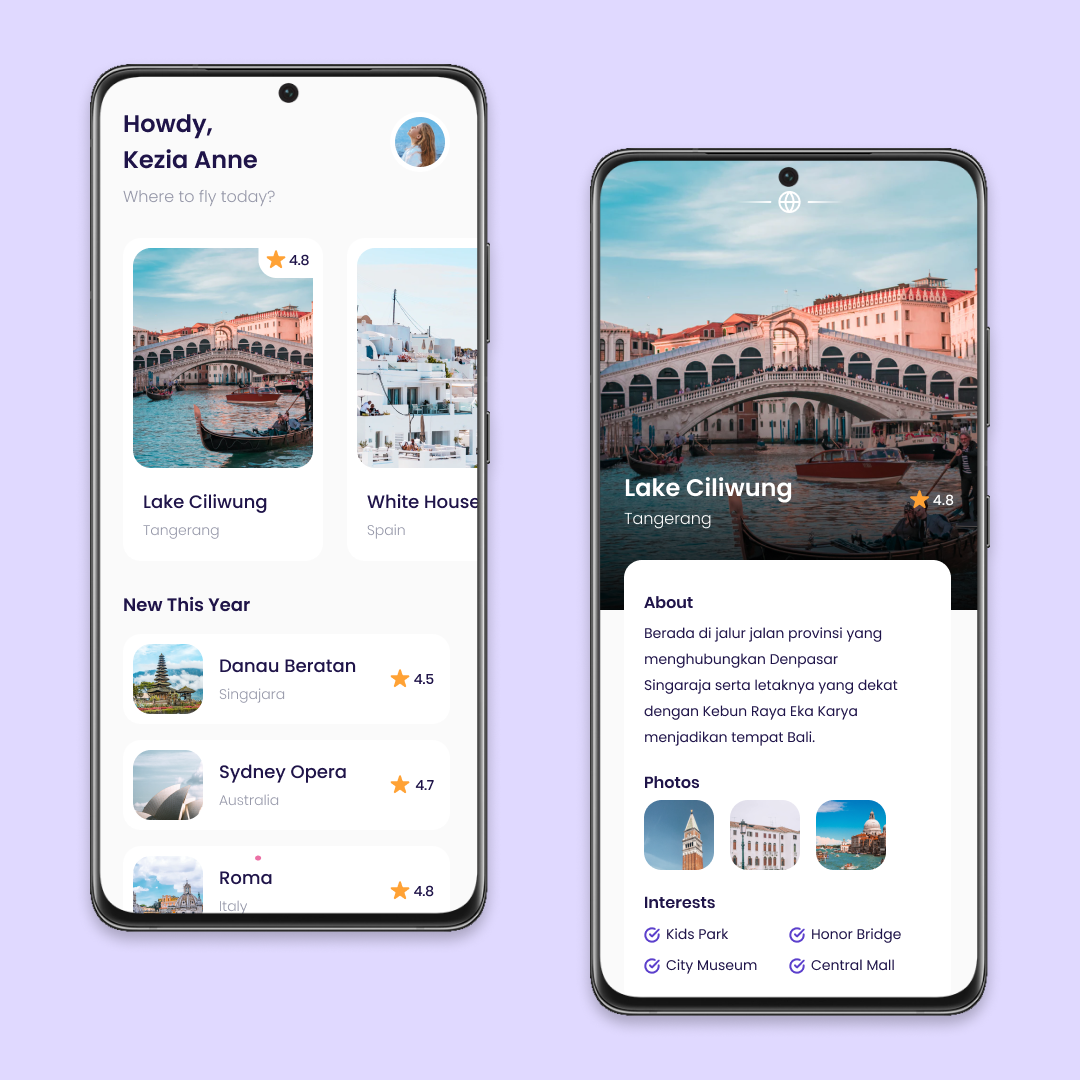 Howdy,
Kezia Anne
Where to fly today?
4.8
Lake Ciliwung
Tangerang
White House
Spain
New This Year
Danau Beratan
Singajara
4.5
Sydney Opera
Australia
4.7
Roma
Italy
4.8
Lake Ciliwung
Tangerang
4.8
About
Berada di jalur jalan provinsi yang
menghubungkan Denpasar
Singaraja serta letaknya yang dekat
dengan Kebun Raya Eka Karya
menjadikan tempat Bali.
Photos
Interests
Kids Park
Honor Bridge
City Museum
Central Mall